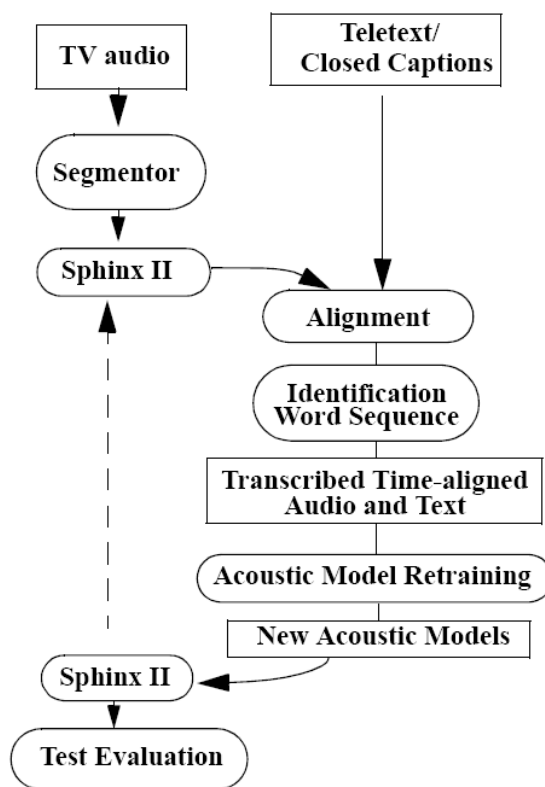 TV audio
Teletext/
Closed Captions
Segmentor
Sphinx II
Alignment
Identification
Word Sequence
Transcribed Time-aligned
Audio and Text
Acoustic Model Retraining
New Acoustic Models
Sphinx II
Test Evaluation